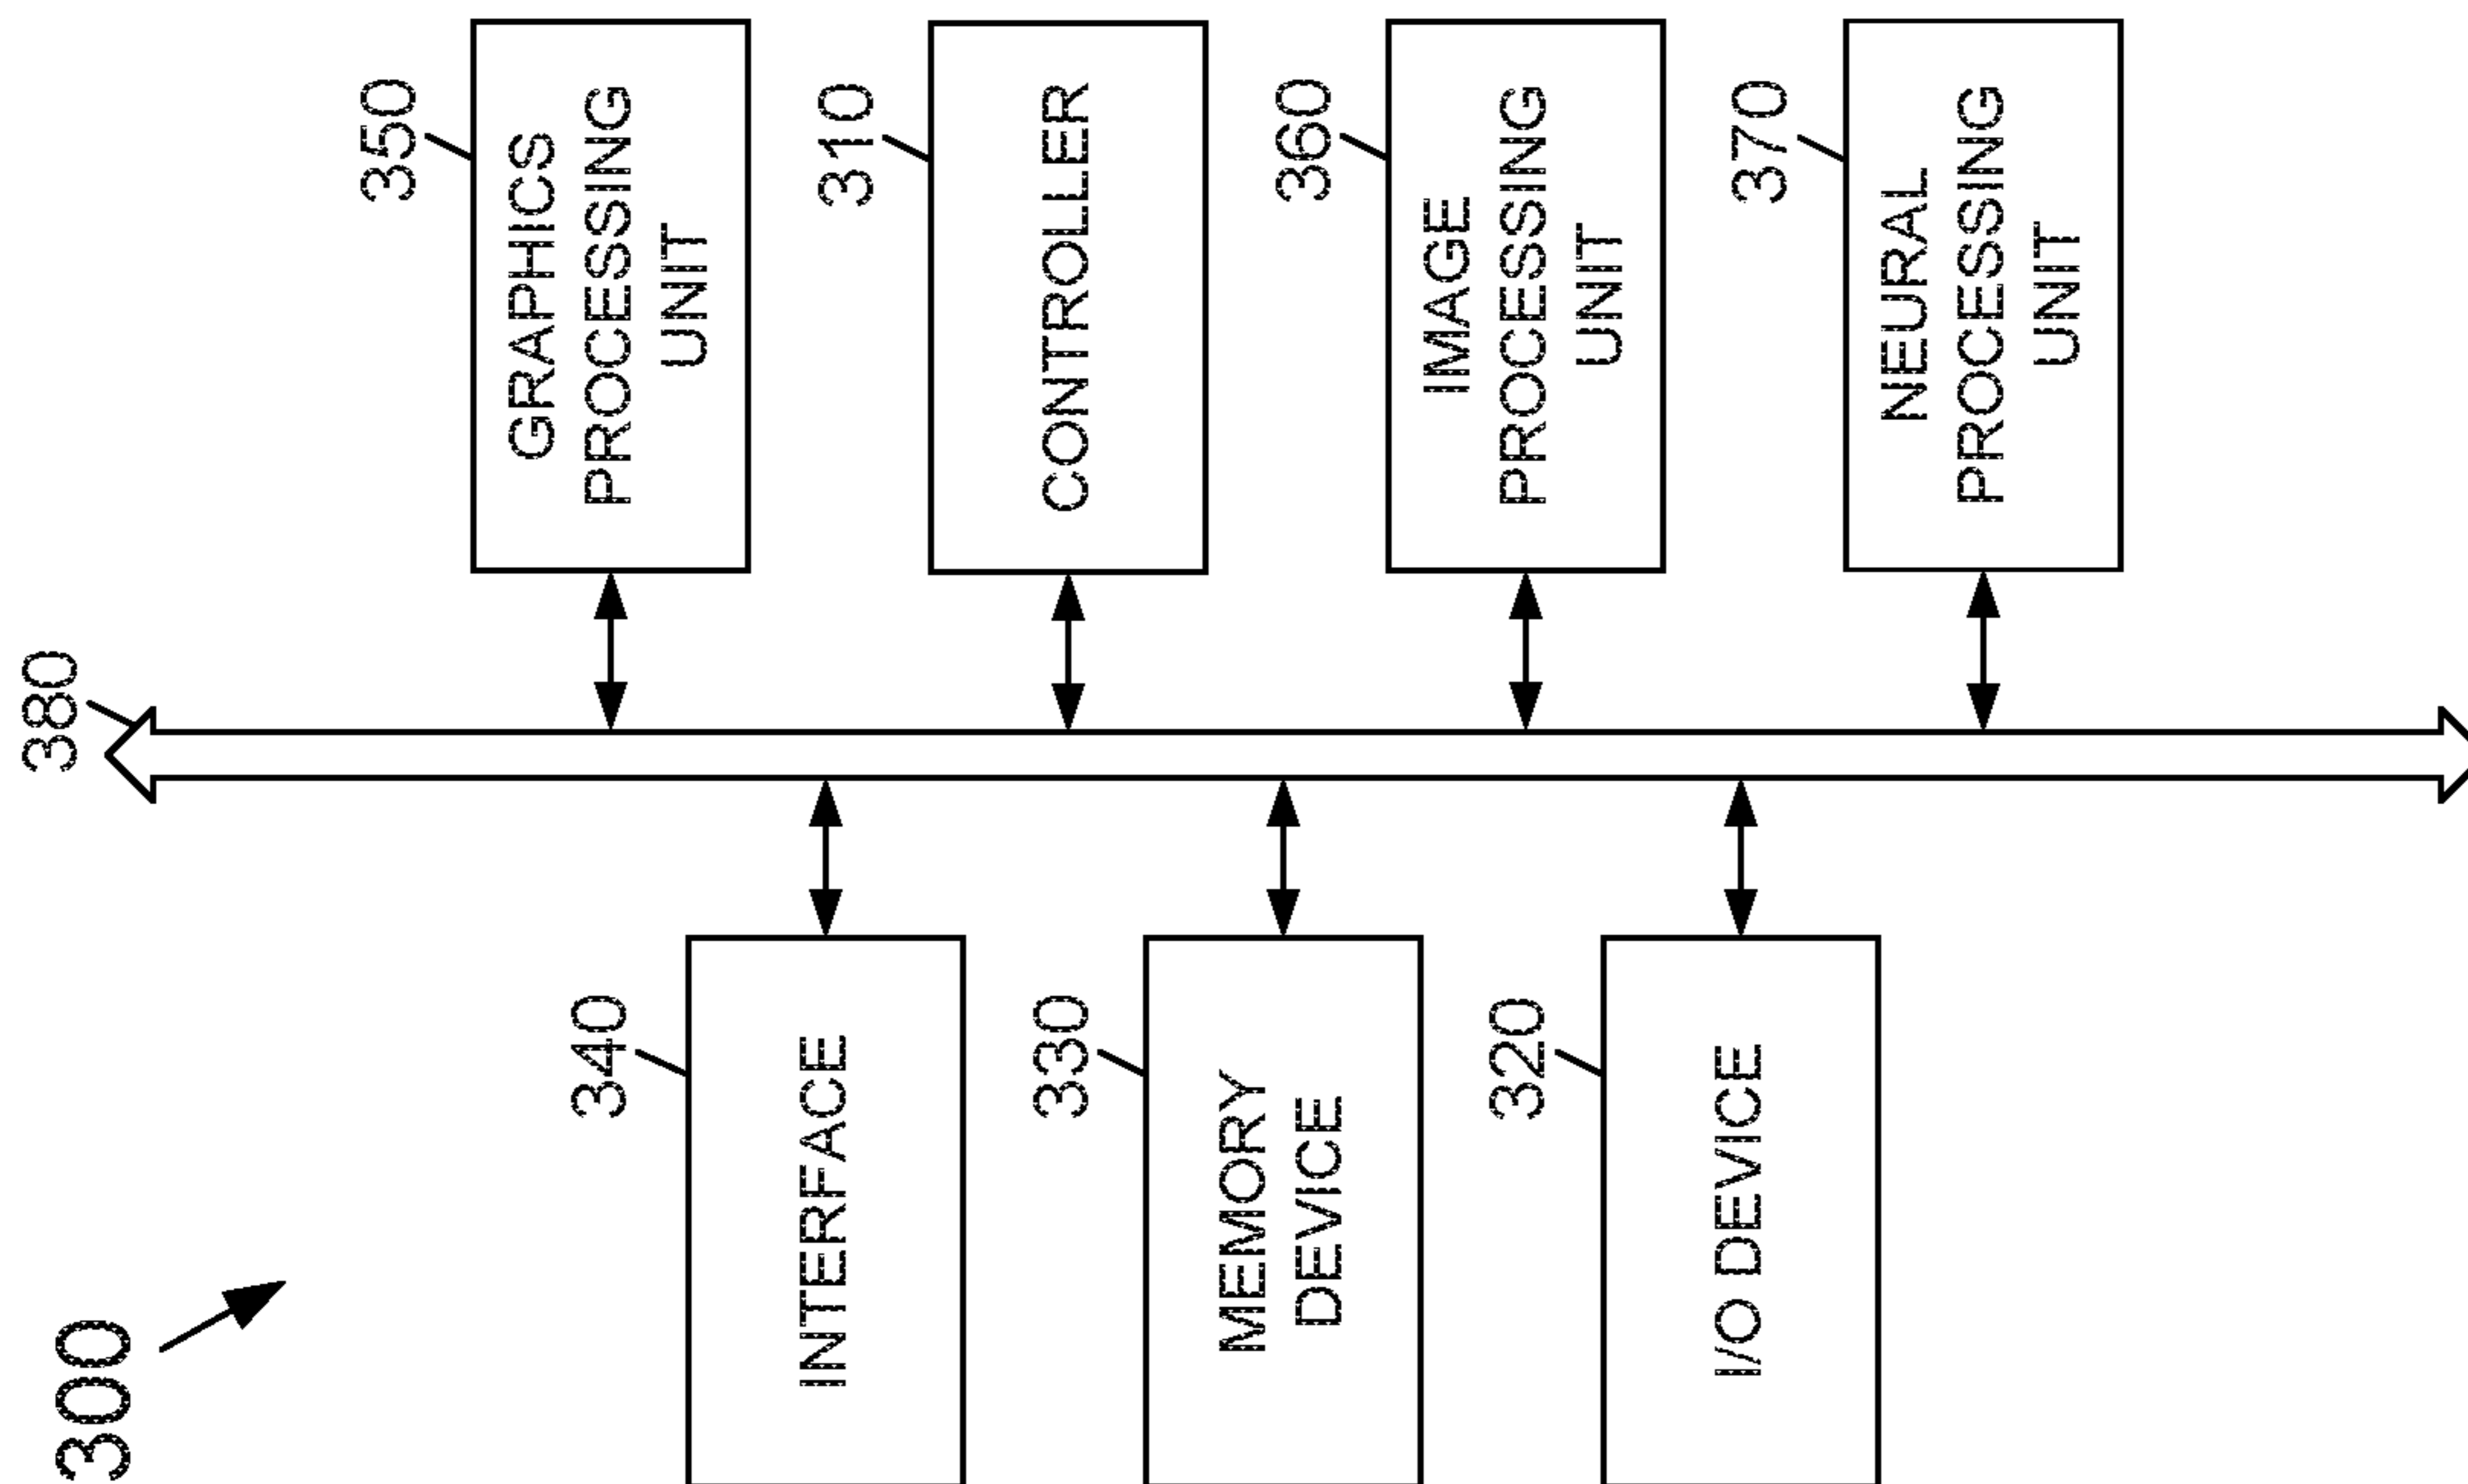 300
380
350
GRAPHICS
PROCESSING
UNIT
340
INTERFACE
310
CONTROLLER
330
MEMORY
DEVICE
360
IMAGE
PROCESSING
UNIT
320
I/O DEVICE
370
NEURAL
PROCESSING
UNIT